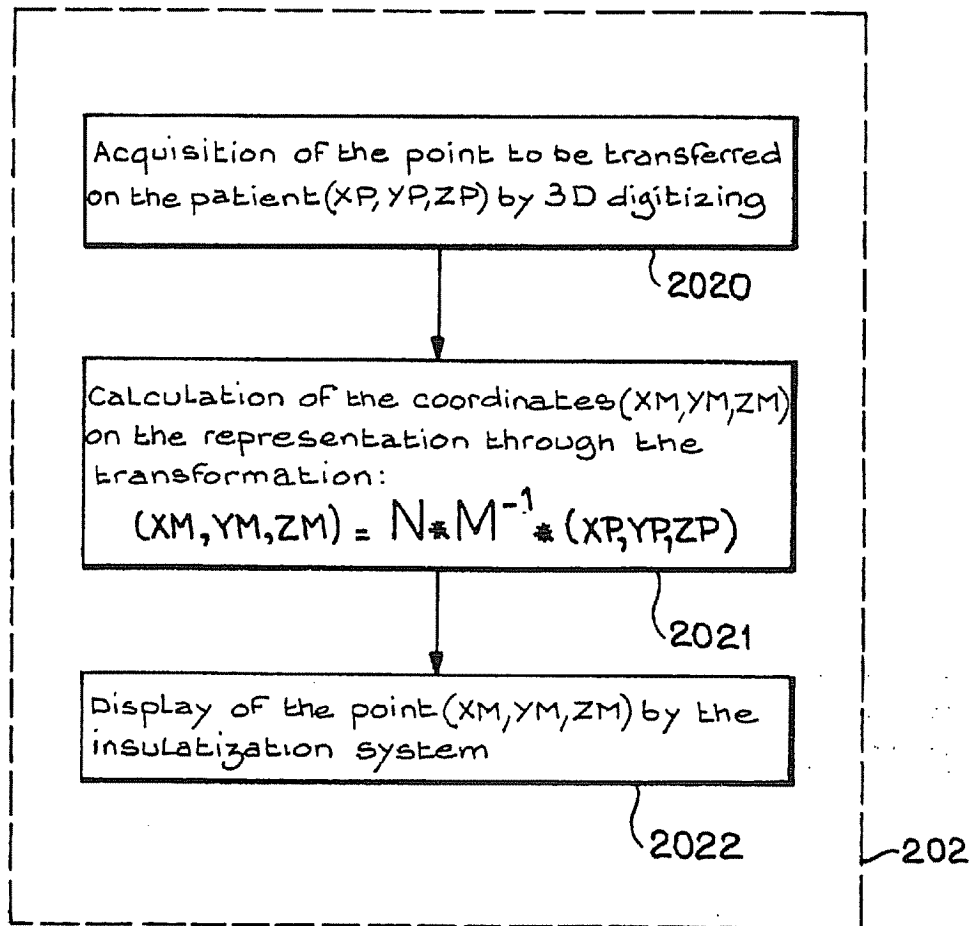 Acquisition of the point to be transferred
on the patient (XP, YP, ZP) by 3D digitizing
2020
Calculation of the coordinates (XM, YM, ZM)
on the representation through the
transformation:
(XM, YM, ZM) = N * M⁻¹ * (XP, YP, ZP)
2021
Display of the point (XM, YM, ZM) by the
insulatization system
2022
202